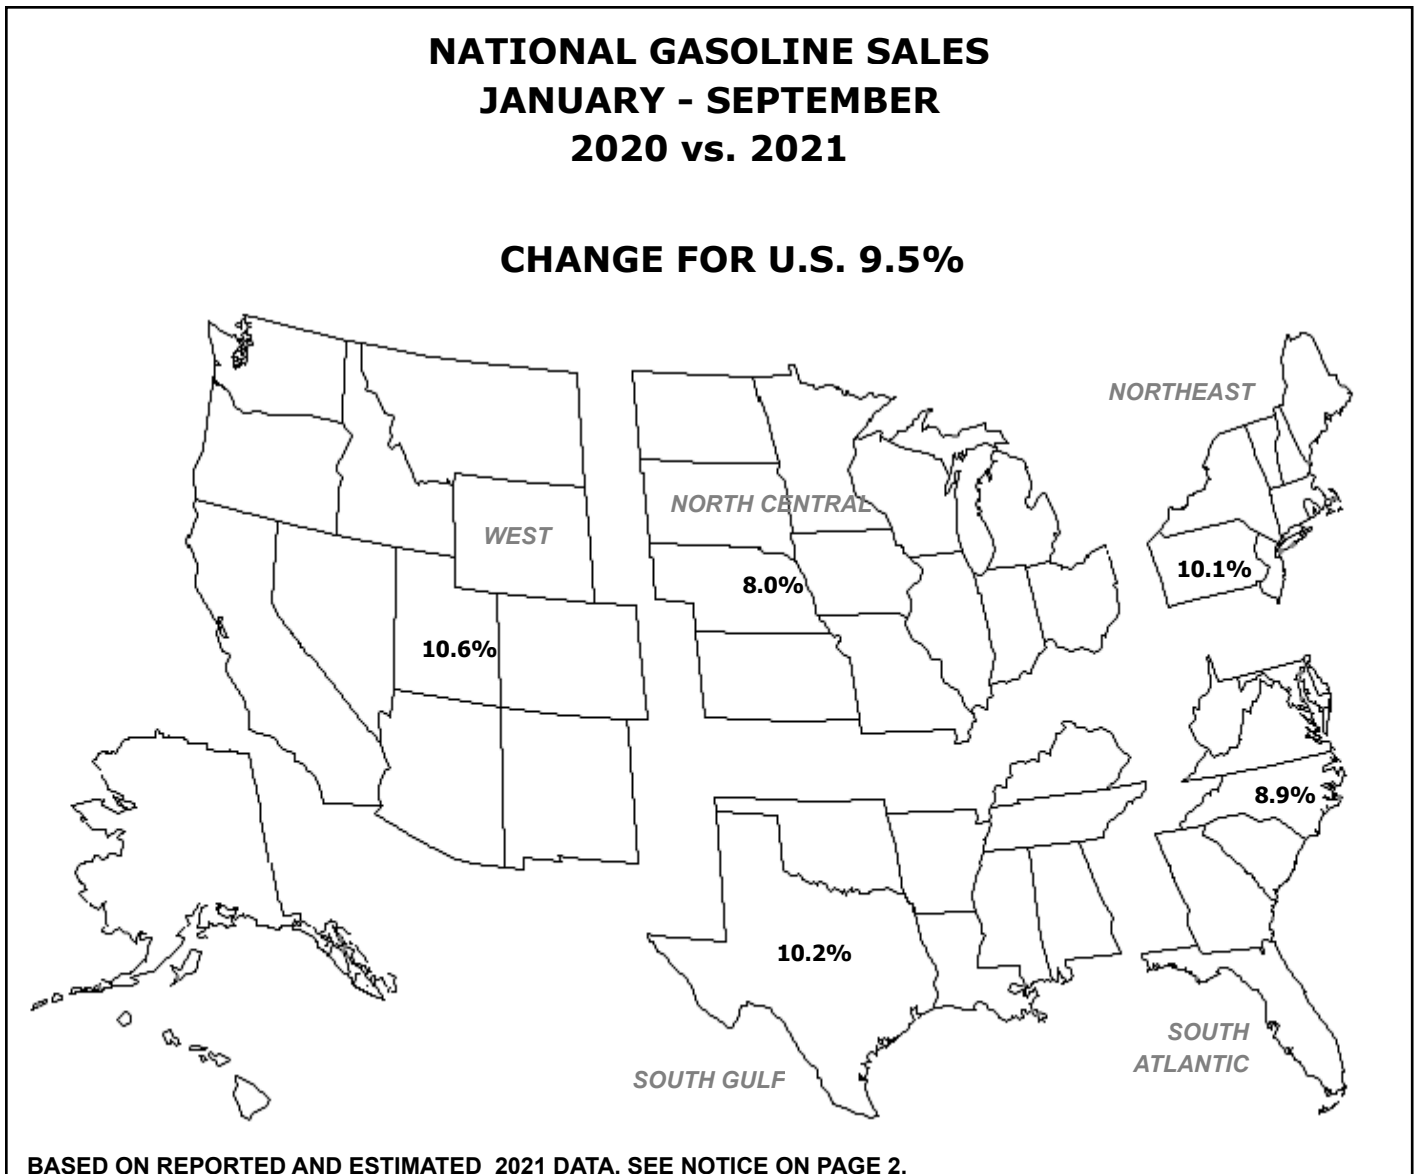 NATIONAL GASOLINE SALES
JANUARY - SEPTEMBER
2020 vs. 2021
CHANGE FOR U.S. 9.5%
NORTHEAST
NORTH CENTRAL
WEST
10.1%
8.0%
10.6%
8.9%
10.2%
SOUTH
ATLANTIC
SOUTH GULF
BASED ON REPORTED AND ESTIMATED  2021 DATA. SEE NOTICE ON PAGE 2.